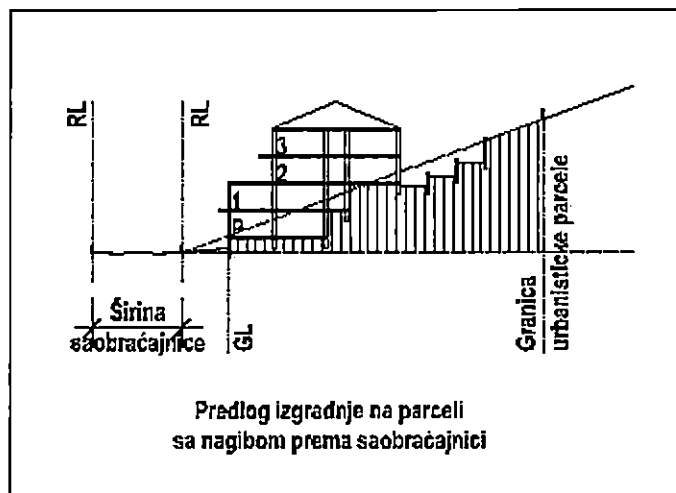 RL
RL
3
2
1
P
Širina
saobraćajnice
GL
Granica
urbanističke parcele
Predlog izgradnje na parceli
sa nagibom prema saobraćajnici